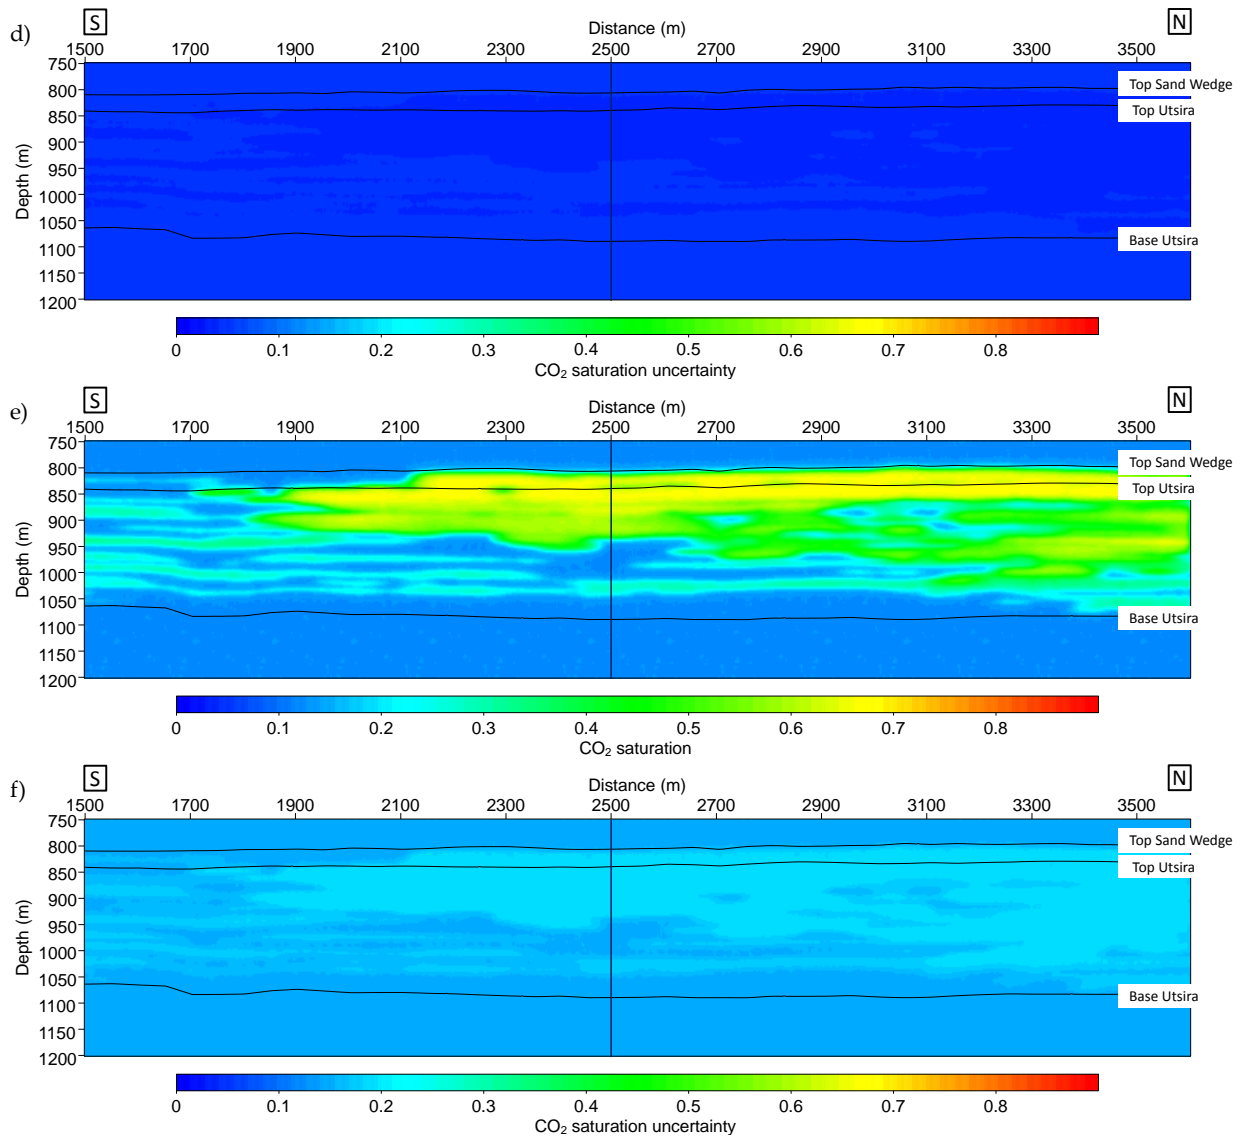 d)
S
Distance (m)
N
1500 1700 1900 2100 2300 2500 2700 2900 3100 3300 3500
750
800
850
900
950
1000
1050
1100
1150
1200
Depth (m)
Top Sand Wedge
Top Utsira
Base Utsira
0 0.1 0.2 0.3 0.4 0.5 0.6 0.7 0.8
CO₂ saturation uncertainty
e)
S
Distance (m)
N
1500 1700 1900 2100 2300 2500 2700 2900 3100 3300 3500
750
800
850
900
950
1000
1050
1100
1150
1200
Depth (m)
Top Sand Wedge
Top Utsira
Base Utsira
0 0.1 0.2 0.3 0.4 0.5 0.6 0.7 0.8
CO₂ saturation
f)
S
Distance (m)
N
1500 1700 1900 2100 2300 2500 2700 2900 3100 3300 3500
750
800
850
900
950
1000
1050
1100
1150
1200
Depth (m)
Top Sand Wedge
Top Utsira
Base Utsira
0 0.1 0.2 0.3 0.4 0.5 0.6 0.7 0.8
CO₂ saturation uncertainty